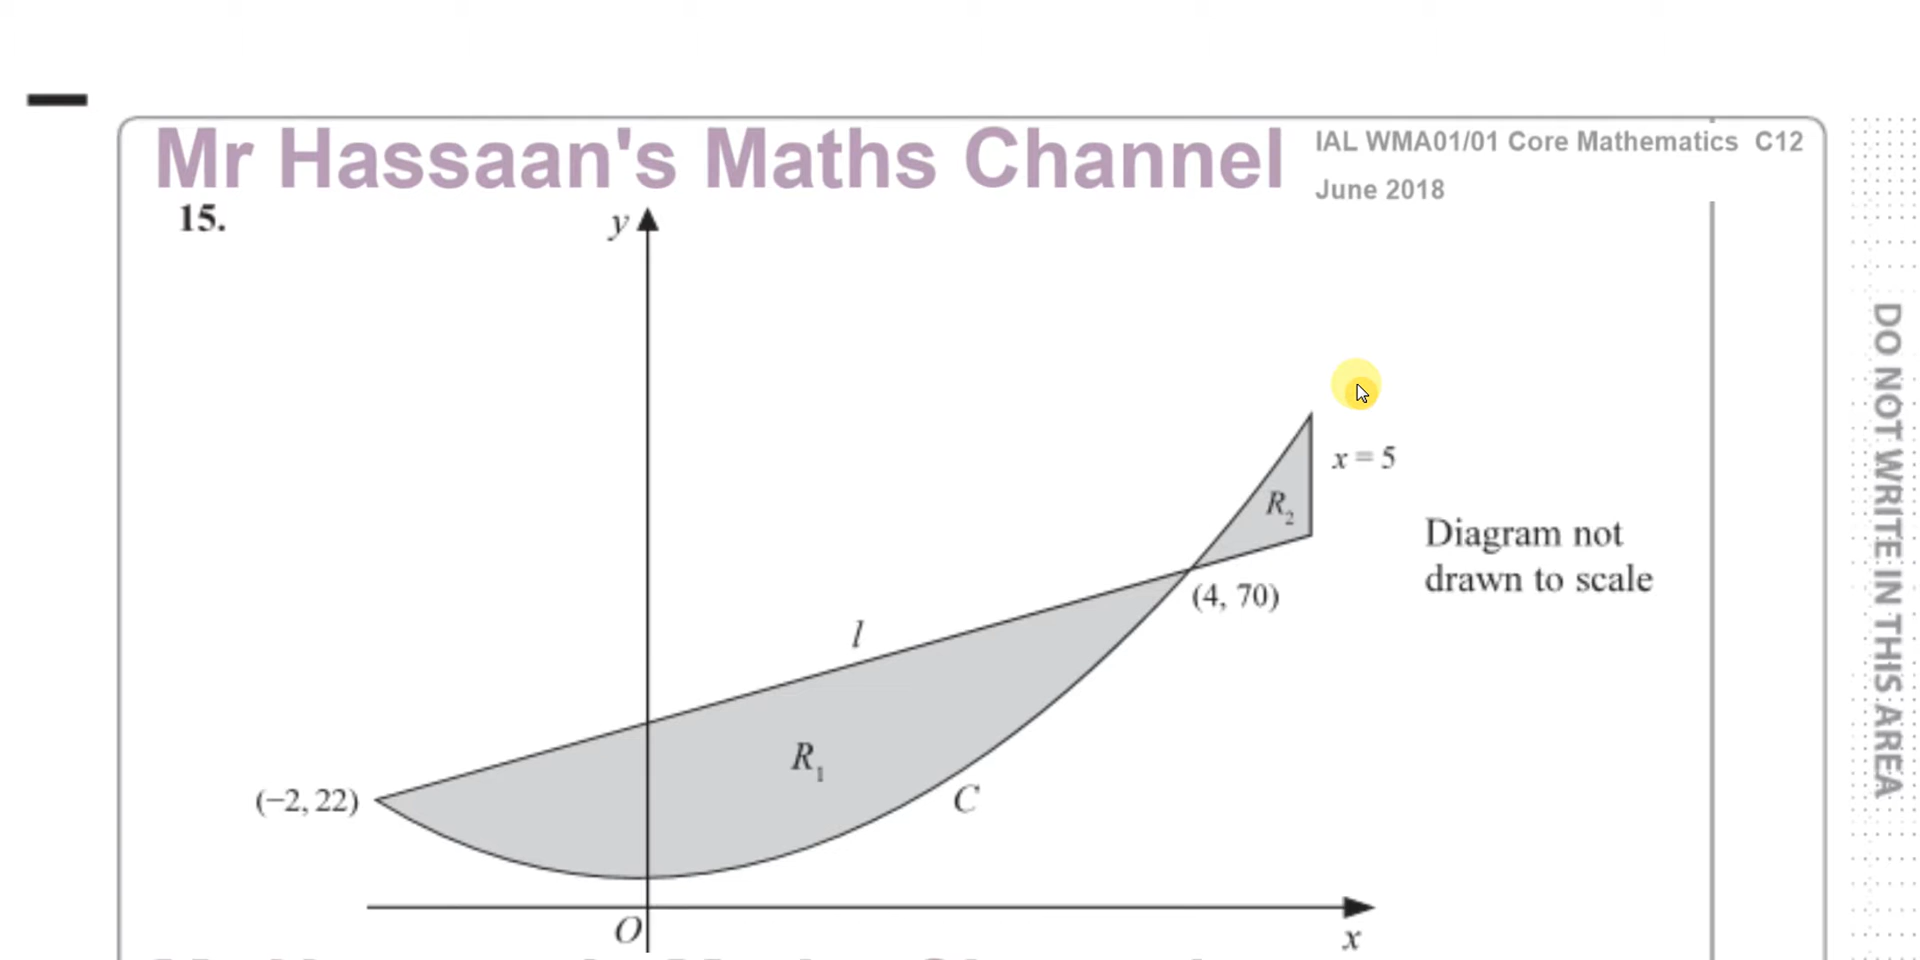 Mr Hassaan's Maths Channel
IAL WMA01/01 Core Mathematics C12
June 2018
15.
y
x = 5
R₂
Diagram not
drawn to scale
(4, 70)
l
R₁
(−2, 22)
C
O
x
DO NOT WRITE IN THIS AREA